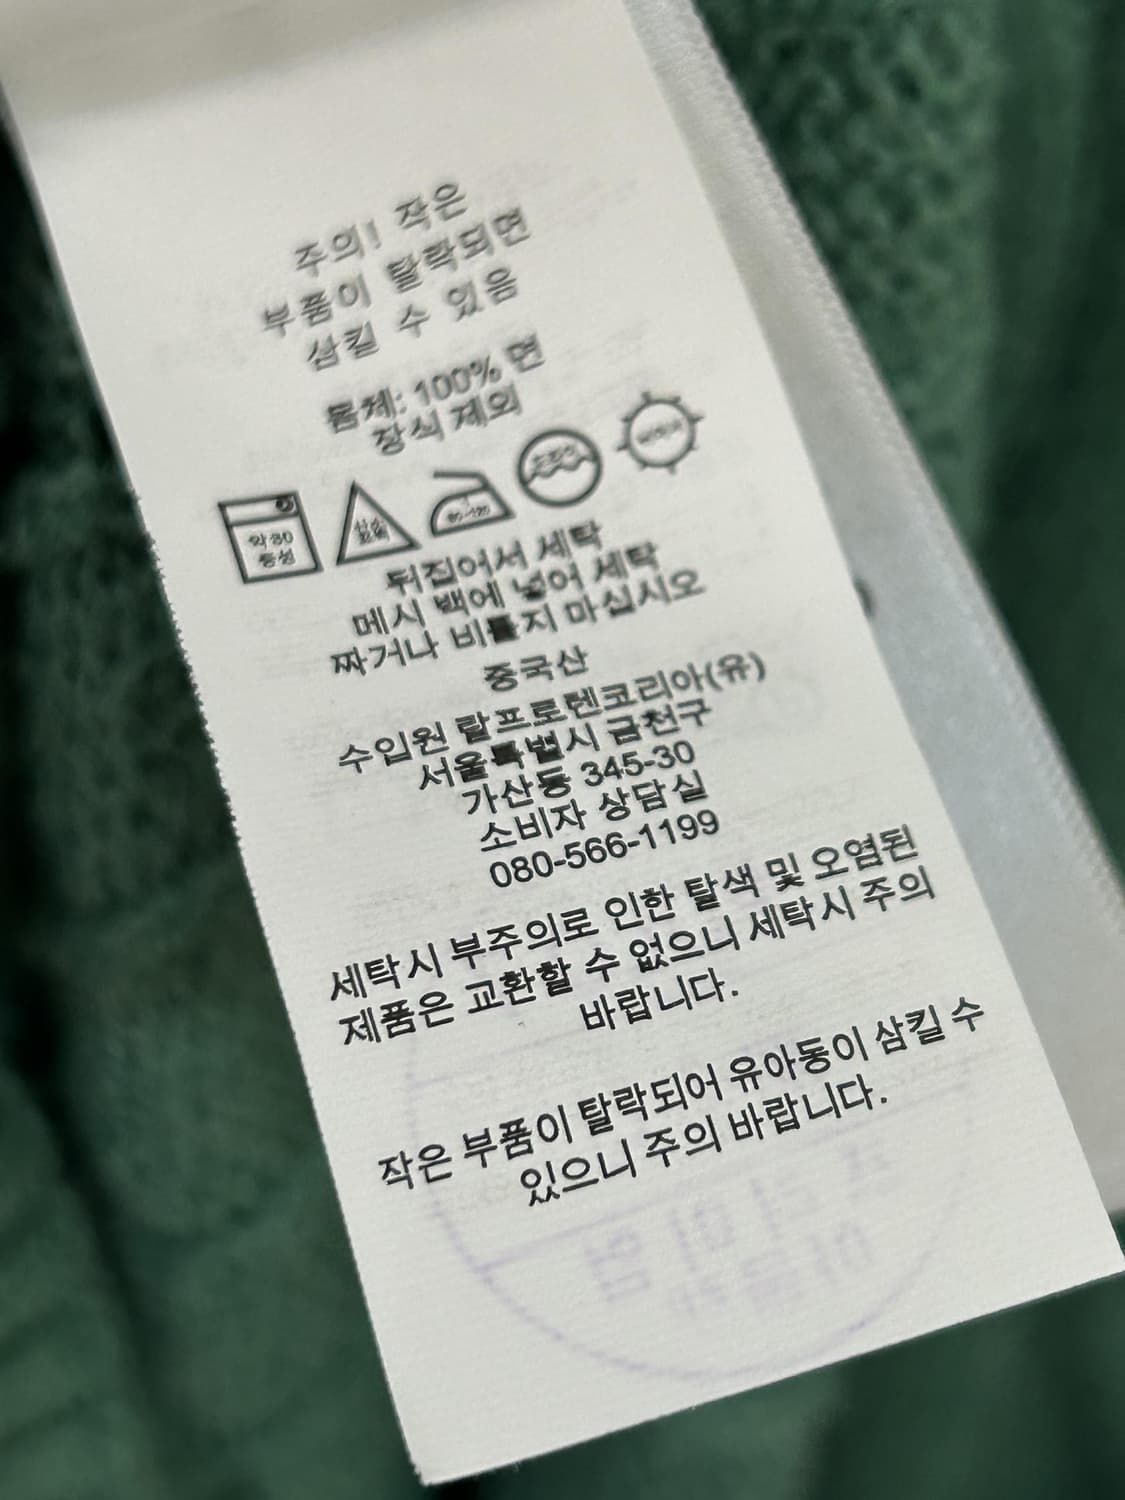 주의! 작은
부품이 탈락되면
삼킬 수 있음
몸체: 100% 면
장식 제외
약 30
중성
80-120
뒤집어서 세탁
메시 백에 넣어 세탁
짜거나 비틀지 마십시오
중국산
수입원 랄프로렌코리아(유)
서울특별시 금천구
가산동 345-30
소비자 상담실
080-566-1199
세탁시 부주의로 인한 탈색 및 오염된
제품은 교환할 수 없으니 세탁시 주의
바랍니다.
작은 부품이 탈락되어 유아동이 삼킬 수
있으니 주의 바랍니다.